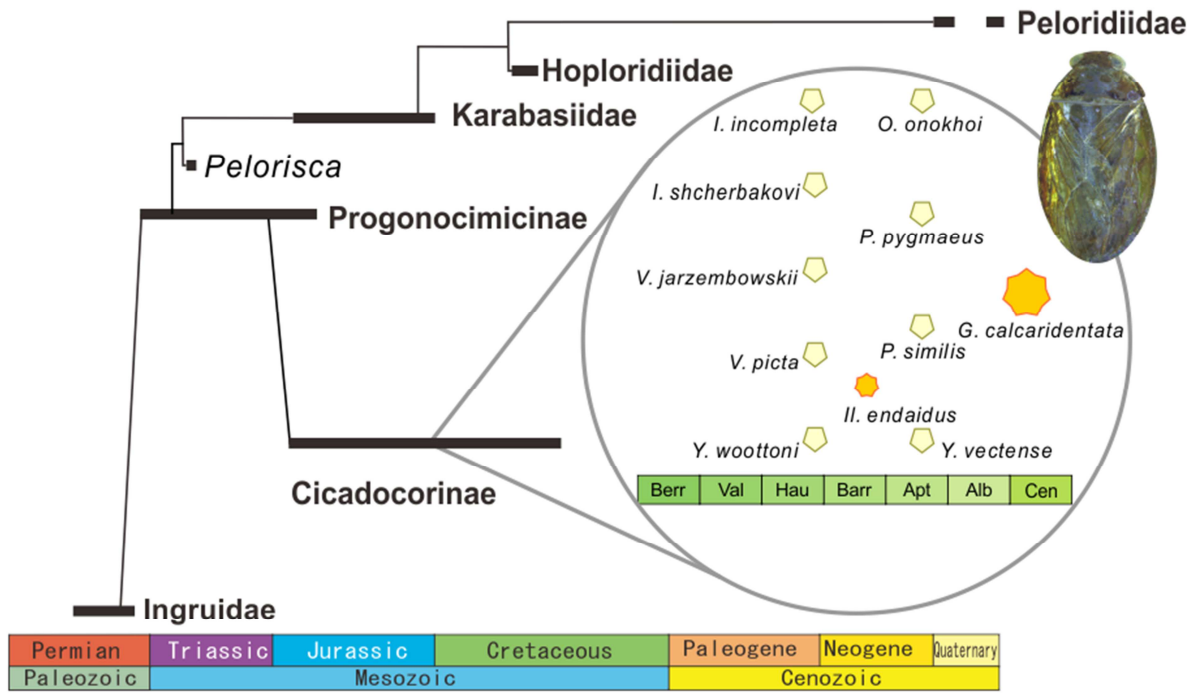 Peloridiidae
Hoploridiidae
Karabasiidae
I. incompleta
O. onokhoi
Pelorisca
I. shcherbakovi
Progonocimicinae
P. pygmaeus
V. jarzembowskii
G. calcaridentata
P. similis
V. picta
Il. endaidus
Y. woottoni
Y. vectense
Cicadocorinae
Berr Val Hau Barr Apt Alb Cen
Ingruidae
Permian Triassic Jurassic Cretaceous Paleogene Neogene Quaternary
Paleozoic Mesozoic Cenozoic